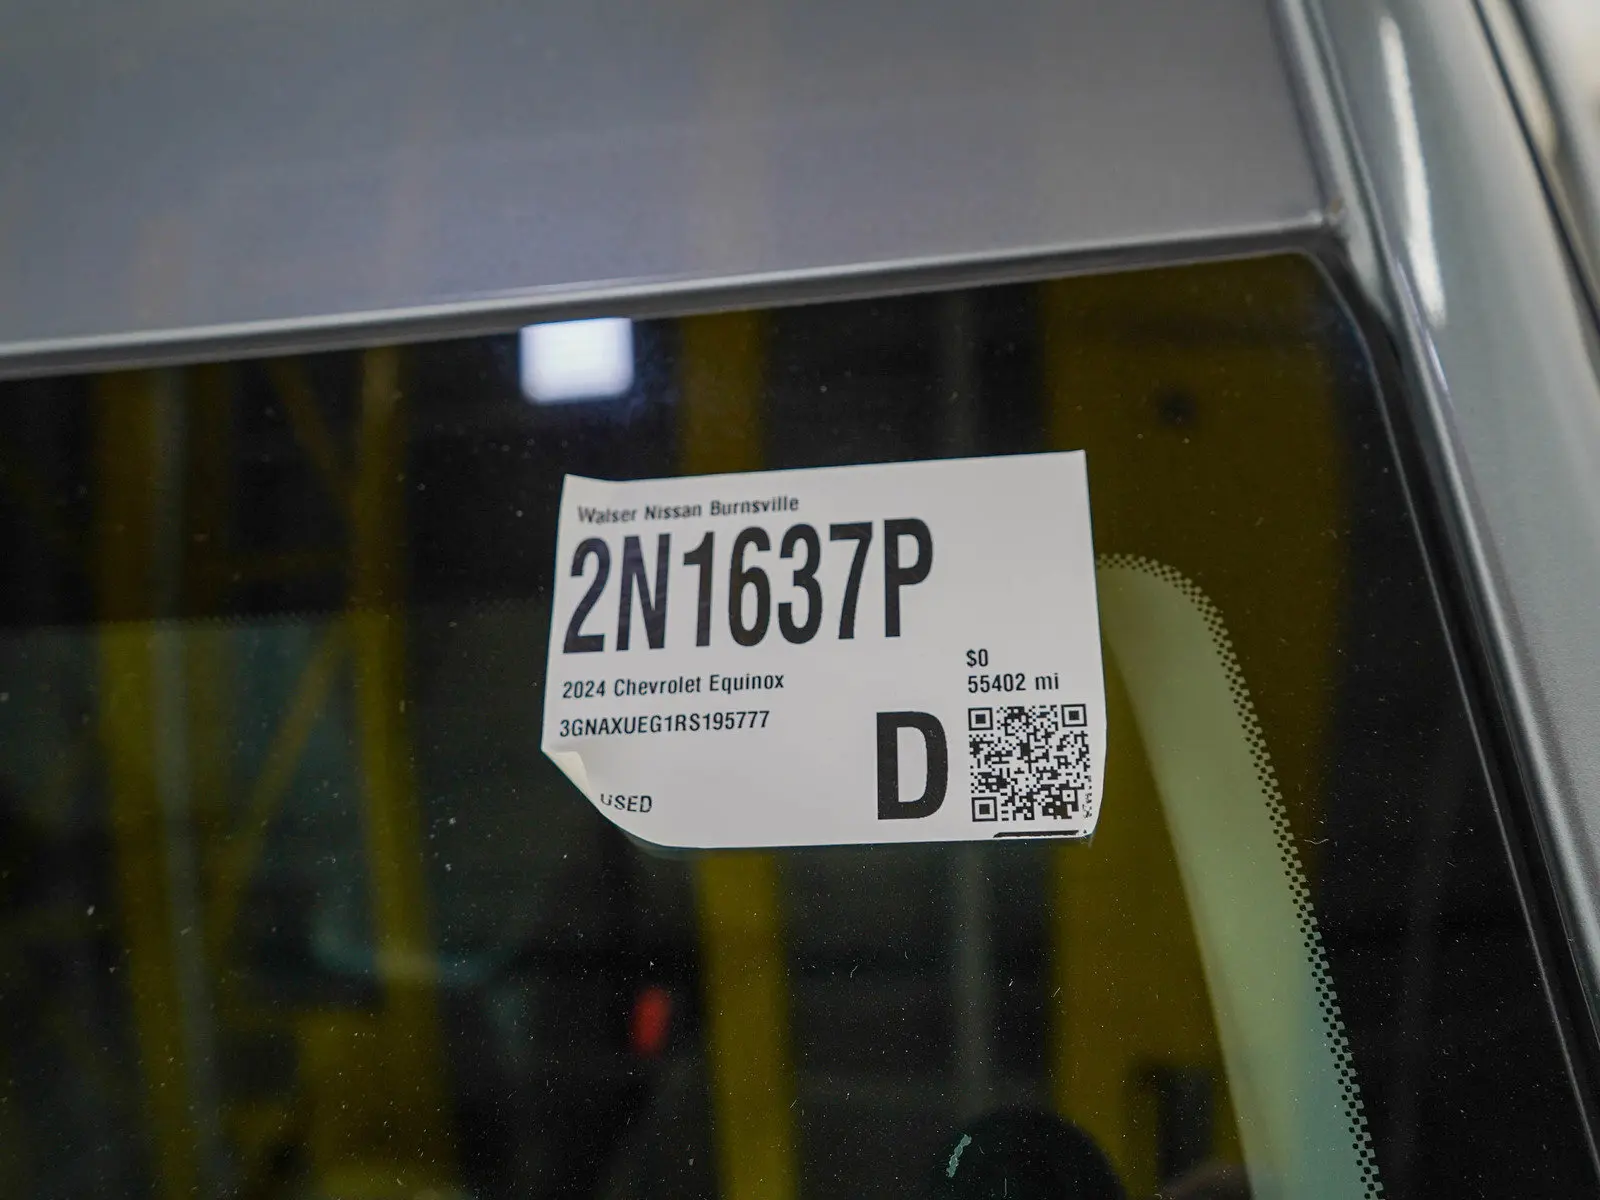 Walser Nissan Burnsville
2N1637P
2024 Chevrolet Equinox
3GNAXUEG1RS195777
$0
55402 mi
D
USED